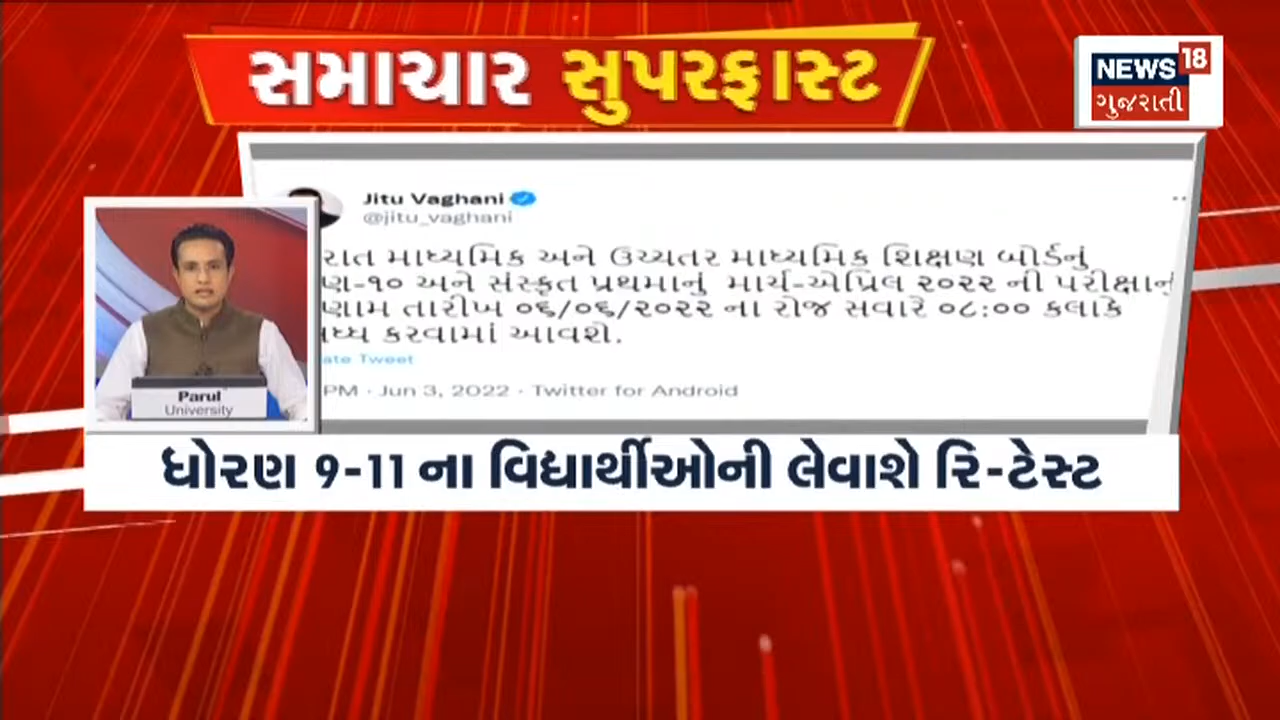 સમાચાર સુપરફાસ્ટ
NEWS 18
ગુજરાતી
Jitu Vaghani
@jitu_vaghani
રાત માધ્યમિક અને ઉચ્ચતર માધ્યમિક શિક્ષણ બોર્ડનું
ણ-૧૦ અને સંસ્કૃત પ્રથમાનું માર્ચ-એપ્રિલ ૨૦૨૨ ની પરીક્ષાનું
ણામ તારીખ ૦૬/૦૬/૨૦૨૨ ના રોજ સવારે ૦૮:૦૦ કલાકે
બ્ધ કરવામાં આવશે.
ate Tweet
PM · Jun 3, 2022 · Twitter for Android
Parul
University
ધોરણ 9-11 ના વિદ્યાર્થીઓની લેવાશે રિ-ટેસ્ટ